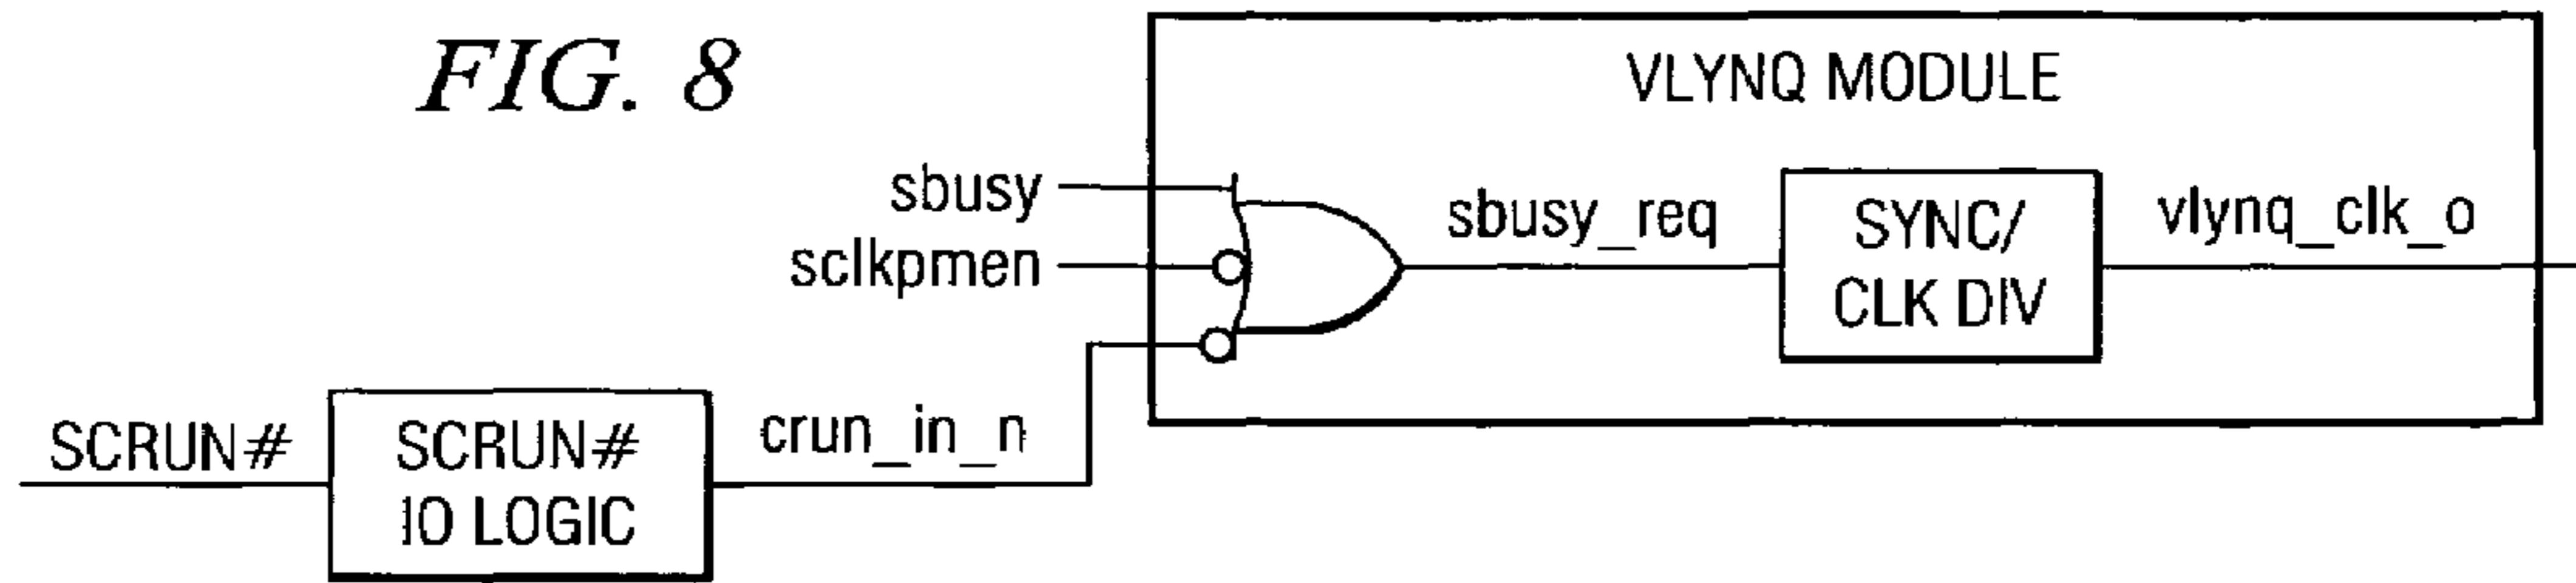 FIG. 8
VLYNQ MODULE
sbusy
sclkpmen
sbusy_req
SYNC/
CLK DIV
vlynq_clk_o
SCRUN#
SCRUN#
IO LOGIC
crun_in_n